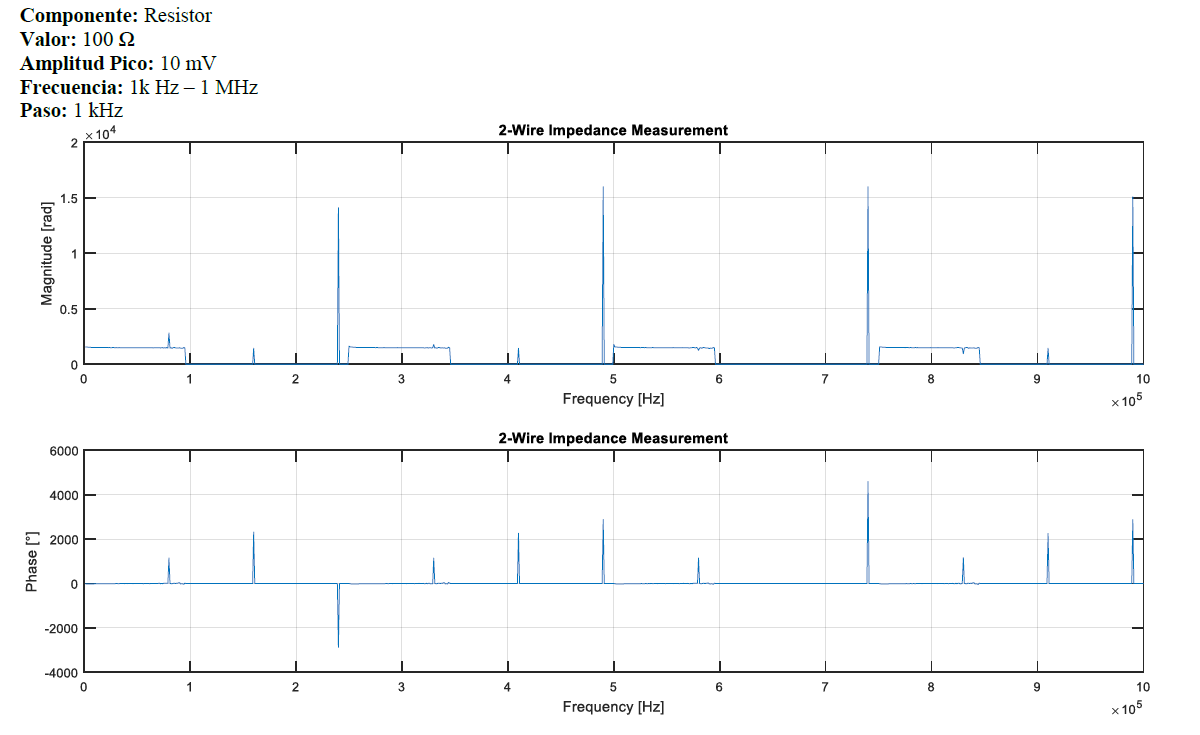 Componente: Resistor
Valor: 100 Ω
Amplitud Pico: 10 mV
Frecuencia: 1k Hz – 1 MHz
Paso: 1 kHz
2-Wire Impedance Measurement
×10⁴
2
1.5
1
0.5
0
Magnitude [rad]
0 1 2 3 4 5 6 7 8 9 10
Frequency [Hz]
×10⁵
2-Wire Impedance Measurement
6000
4000
2000
0
-2000
-4000
Phase [°]
0 1 2 3 4 5 6 7 8 9 10
Frequency [Hz]
×10⁵